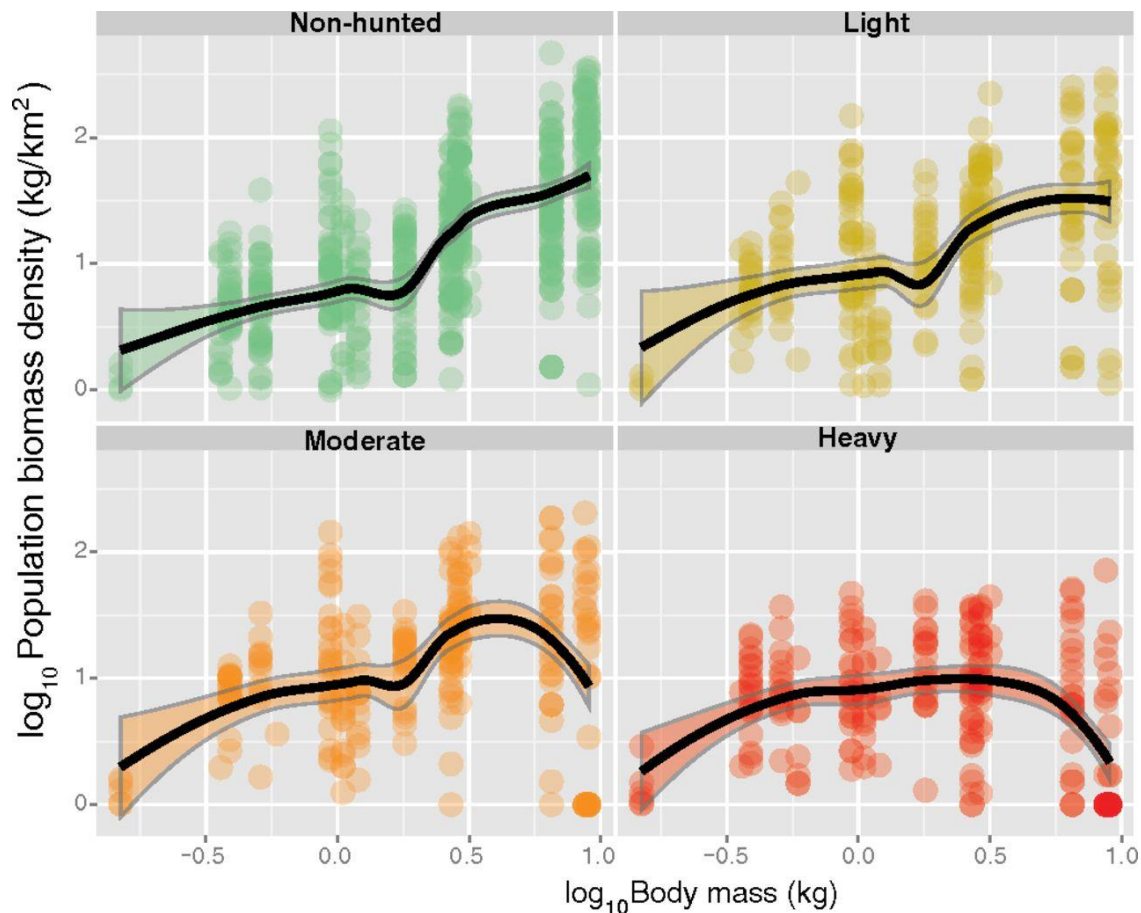 Non-hunted
Light
log₁₀ Population biomass density (kg/km²)
2
1
0
Moderate
Heavy
2
1
0
−0.5
0.0
0.5
1.0
−0.5
0.0
0.5
1.0
log₁₀Body mass (kg)